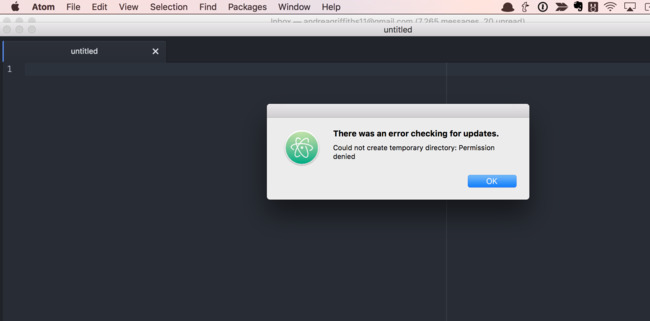 Atom File Edit View Selection Find Packages Window Help
Inbox — andreagriffiths11@gmail.com (7,265 messages, 20 unread)
untitled
untitled
1
There was an error checking for updates.
Could not create temporary directory: Permission
denied
OK